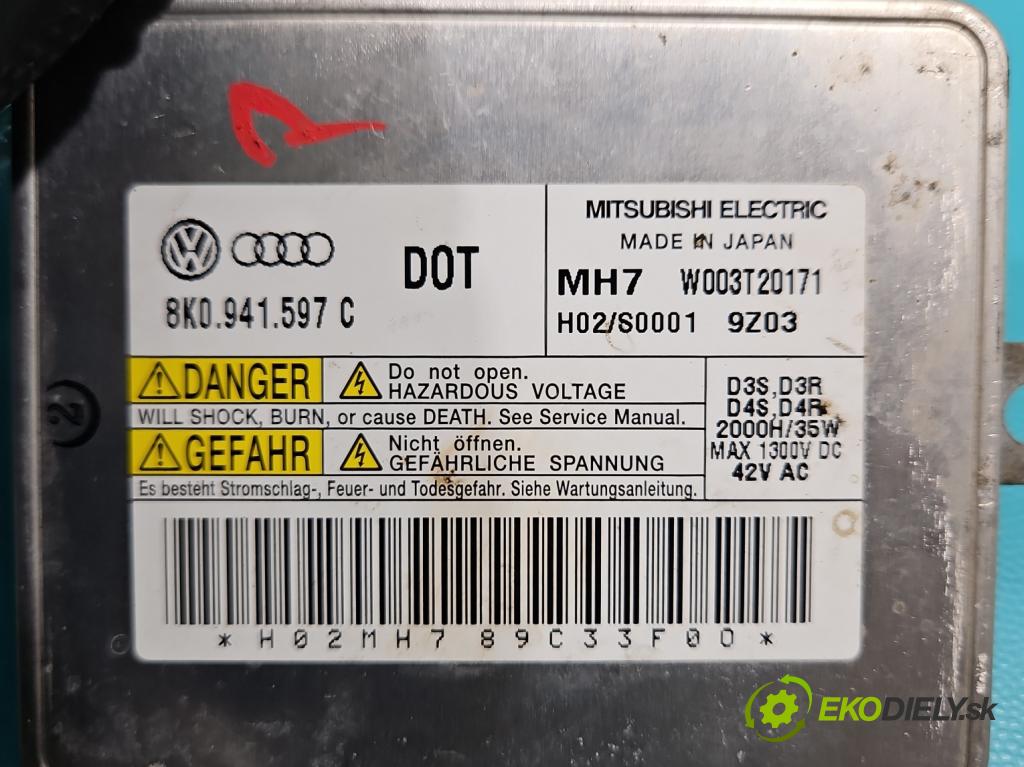 8K0.941.597 C
DOT
MITSUBISHI ELECTRIC
MADE IN JAPAN
MH7 W003T20171
H02/S0001 9Z03
DANGER
Do not open.
HAZARDOUS VOLTAGE
WILL SHOCK, BURN, or cause DEATH. See Service Manual.
GEFAHR
Nicht öffnen.
GEFÄHRLICHE SPANNUNG
Es besteht Stromschlag-, Feuer- und Todesgefahr. Siehe Wartungsanleitung.
D3S,D3R
D4S,D4R
2000H/35W
MAX 1300V DC
42V AC
*H02MH789C33F00*
2
EKODIELY.sk